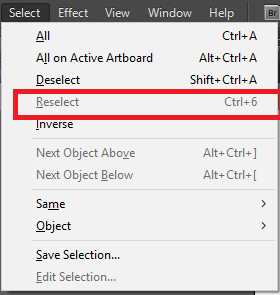 Select Effect View Window Help Br
All Ctrl+A
All on Active Artboard Alt+Ctrl+A
Deselect Shift+Ctrl+A
Reselect Ctrl+6
Inverse
Next Object Above Alt+Ctrl+]
Next Object Below Alt+Ctrl+[
Same
Object
Save Selection...
Edit Selection...